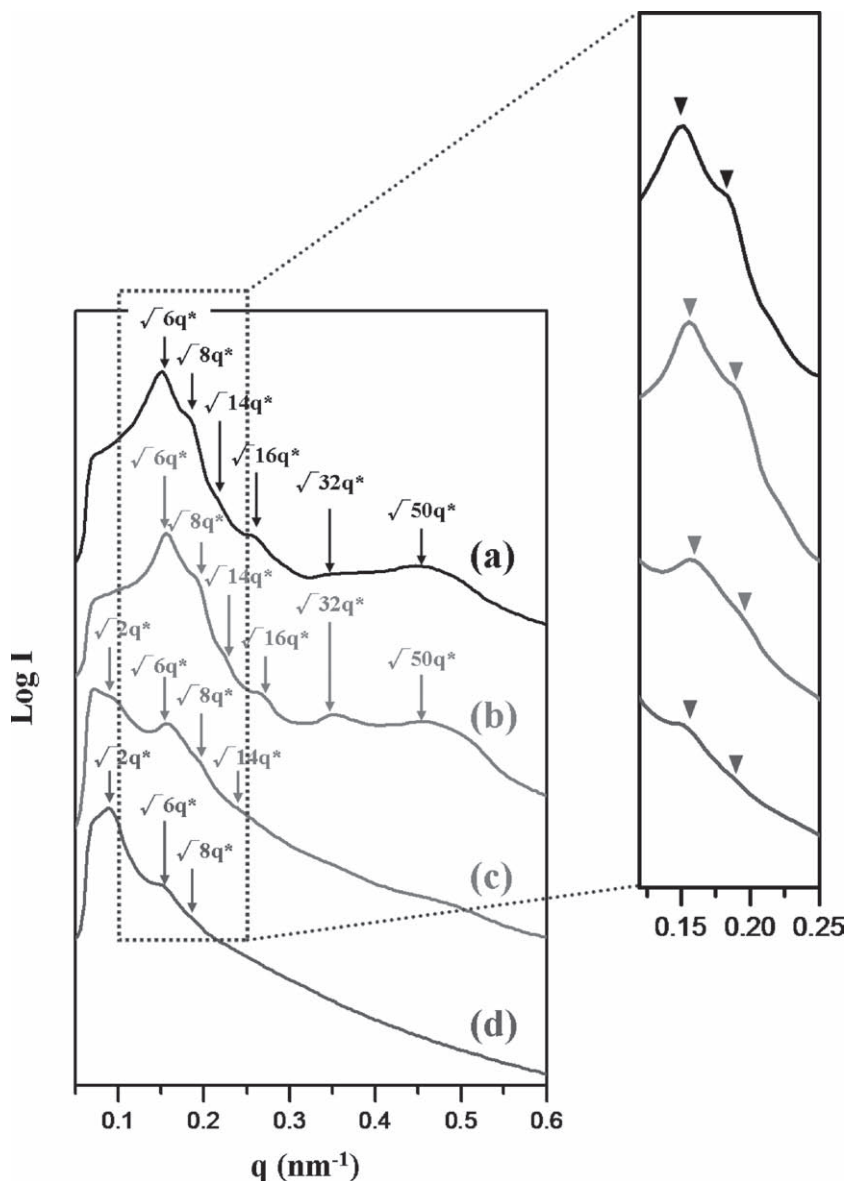 √6q*
√8q*
√14q*
√16q*
√32q*
√50q*
(a)
√6q*
√8q*
√14q*
√16q*
√32q*
√50q*
(b)
√2q*
√6q*
√8q*
√14q*
(c)
√2q*
√6q*
√8q*
(d)
Log I
0.1 0.2 0.3 0.4 0.5 0.6
q (nm⁻¹)
0.15 0.20 0.25